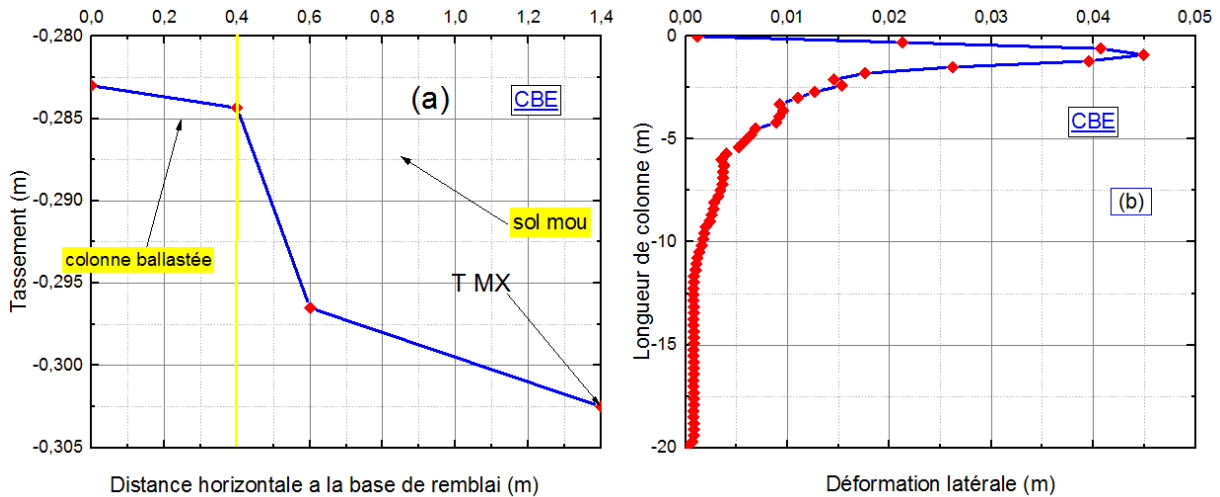 0,0 0,2 0,4 0,6 0,8 1,0 1,2 1,4
-0,280
-0,285
-0,290
-0,295
-0,300
-0,305
Tassement (m)
(a)
CBE
colonne ballastée
sol mou
T MX
Distance horizontale a la base de remblai (m)
0,00 0,01 0,02 0,03 0,04 0,05
0
-5
-10
-15
-20
Longueur de colonne (m)
CBE
(b)
Déformation latérale (m)